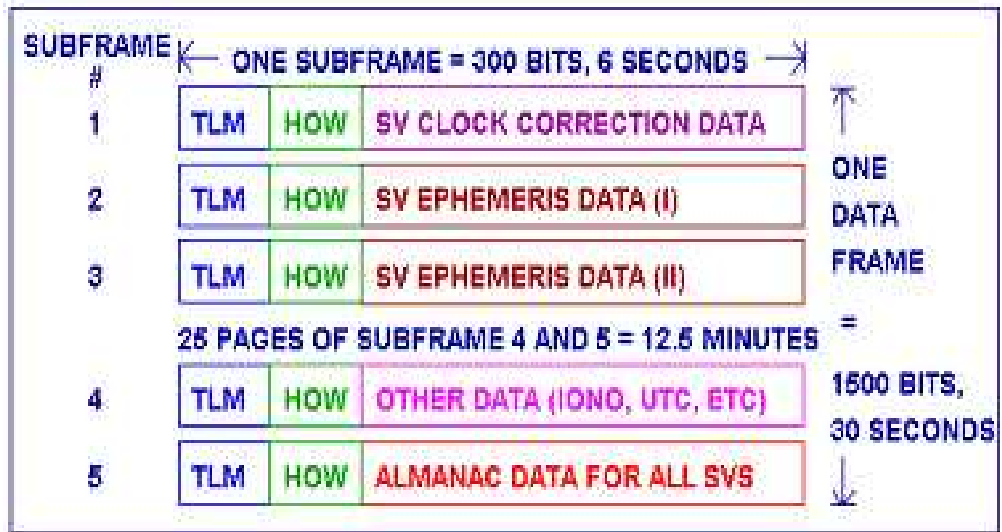 SUBFRAME
#
ONE SUBFRAME = 300 BITS, 6 SECONDS
1 TLM HOW SV CLOCK CORRECTION DATA
2 TLM HOW SV EPHEMERIS DATA (I)
3 TLM HOW SV EPHEMERIS DATA (II)
25 PAGES OF SUBFRAME 4 AND 5 = 12.5 MINUTES
4 TLM HOW OTHER DATA (IONO, UTC, ETC)
5 TLM HOW ALMANAC DATA FOR ALL SVS
ONE
DATA
FRAME
=
1500 BITS,
30 SECONDS